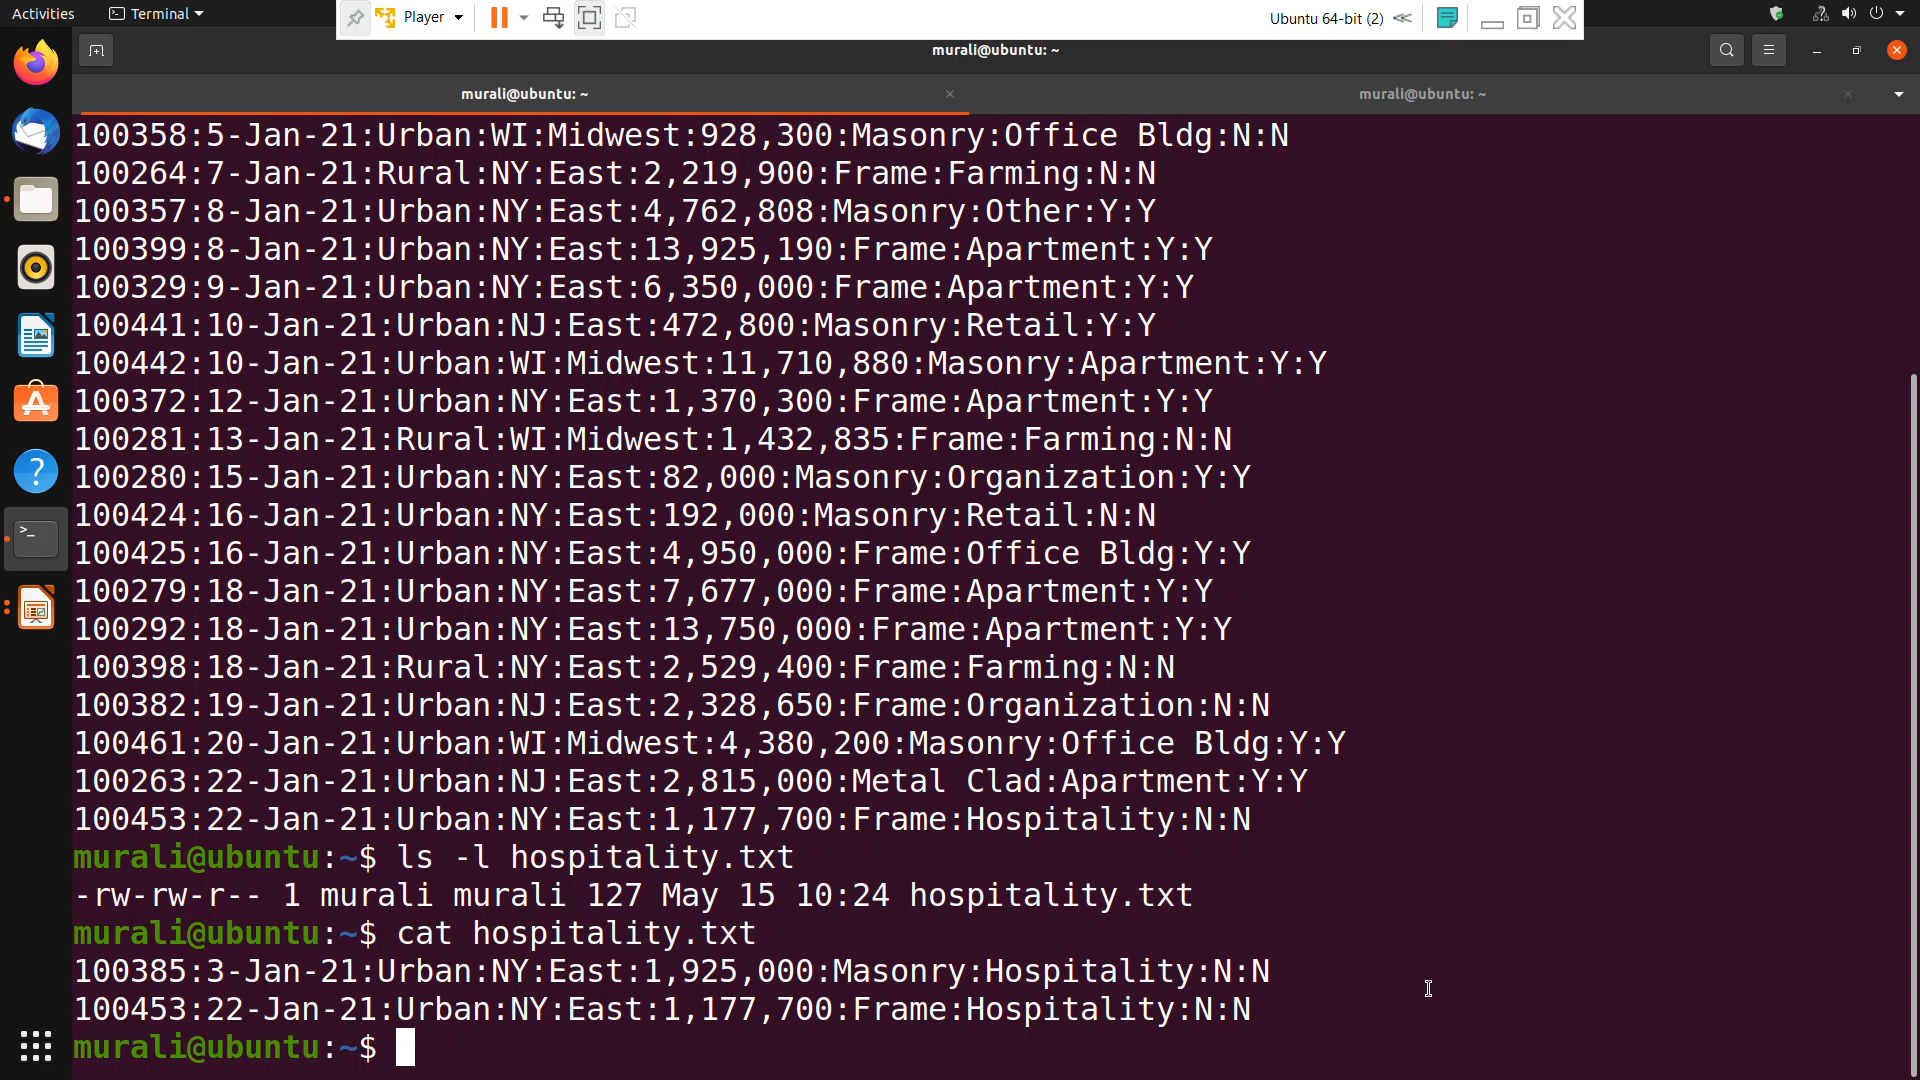 Activities
Terminal
Player
Ubuntu 64-bit (2)
murali@ubuntu: ~
murali@ubuntu: ~
murali@ubuntu: ~
100358:5-Jan-21:Urban:WI:Midwest:928,300:Masonry:Office Bldg:N:N
100264:7-Jan-21:Rural:NY:East:2,219,900:Frame:Farming:N:N
100357:8-Jan-21:Urban:NY:East:4,762,808:Masonry:Other:Y:Y
100399:8-Jan-21:Urban:NY:East:13,925,190:Frame:Apartment:Y:Y
100329:9-Jan-21:Urban:NY:East:6,350,000:Frame:Apartment:Y:Y
100441:10-Jan-21:Urban:NJ:East:472,800:Masonry:Retail:Y:Y
100442:10-Jan-21:Urban:WI:Midwest:11,710,880:Masonry:Apartment:Y:Y
100372:12-Jan-21:Urban:NY:East:1,370,300:Frame:Apartment:Y:Y
100281:13-Jan-21:Rural:WI:Midwest:1,432,835:Frame:Farming:N:N
100280:15-Jan-21:Urban:NY:East:82,000:Masonry:Organization:Y:Y
100424:16-Jan-21:Urban:NY:East:192,000:Masonry:Retail:N:N
100425:16-Jan-21:Urban:NY:East:4,950,000:Frame:Office Bldg:Y:Y
100279:18-Jan-21:Urban:NY:East:7,677,000:Frame:Apartment:Y:Y
100292:18-Jan-21:Urban:NY:East:13,750,000:Frame:Apartment:Y:Y
100398:18-Jan-21:Rural:NY:East:2,529,400:Frame:Farming:N:N
100382:19-Jan-21:Urban:NJ:East:2,328,650:Frame:Organization:N:N
100461:20-Jan-21:Urban:WI:Midwest:4,380,200:Masonry:Office Bldg:Y:Y
100263:22-Jan-21:Urban:NJ:East:2,815,000:Metal Clad:Apartment:Y:Y
100453:22-Jan-21:Urban:NY:East:1,177,700:Frame:Hospitality:N:N
murali@ubuntu:~$ ls -l hospitality.txt
-rw-rw-r-- 1 murali murali 127 May 15 10:24 hospitality.txt
murali@ubuntu:~$ cat hospitality.txt
100385:3-Jan-21:Urban:NY:East:1,925,000:Masonry:Hospitality:N:N
100453:22-Jan-21:Urban:NY:East:1,177,700:Frame:Hospitality:N:N
murali@ubuntu:~$